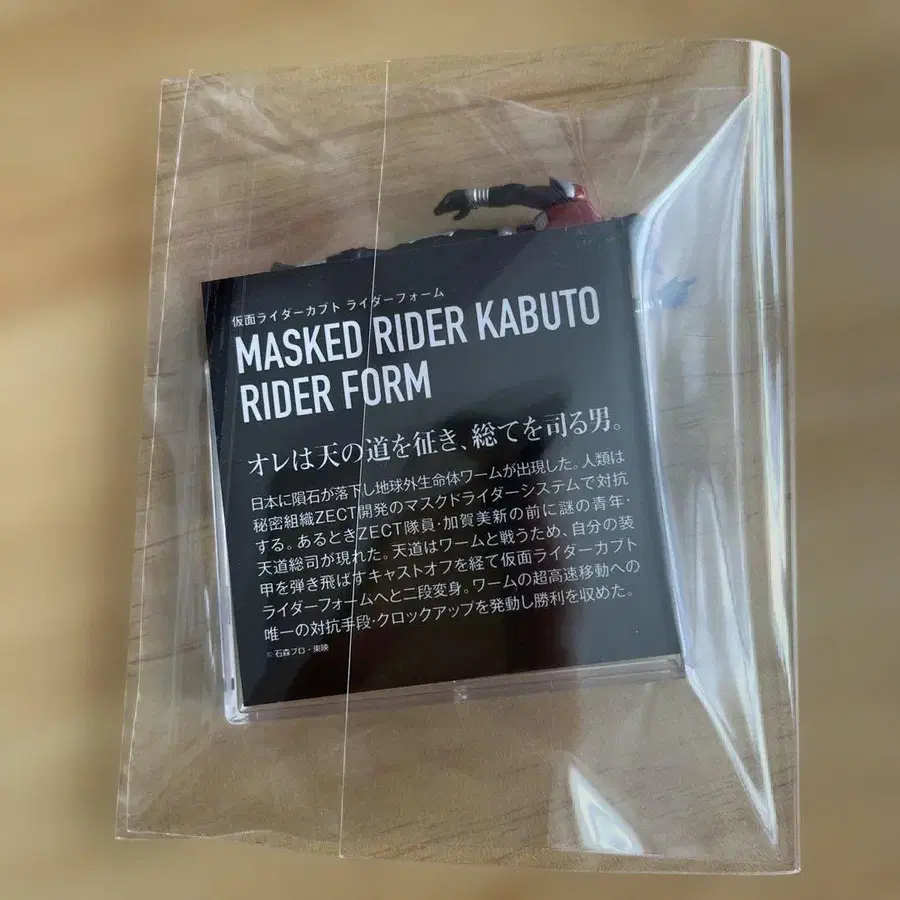 仮面ライダーカブト ライダーフォーム
MASKED RIDER KABUTO
RIDER FORM
オレは天の道を征き、総てを司る男。
日本に隕石が落下し地球外生命体ワームが出現した。人類は
秘密組織ZECT開発のマスクドライダーシステムで対抗
する。あるときZECT隊員・加賀美新の前に謎の青年・
天道総司が現れた。天道はワームと戦うため、自分の装
甲を弾き飛ばすキャストオフを経て仮面ライダーカブト
ライダーフォームへと二段変身。ワームの超高速移動への
唯一の対抗手段・クロックアップを発動し勝利を収めた。
© 石森プロ・東映